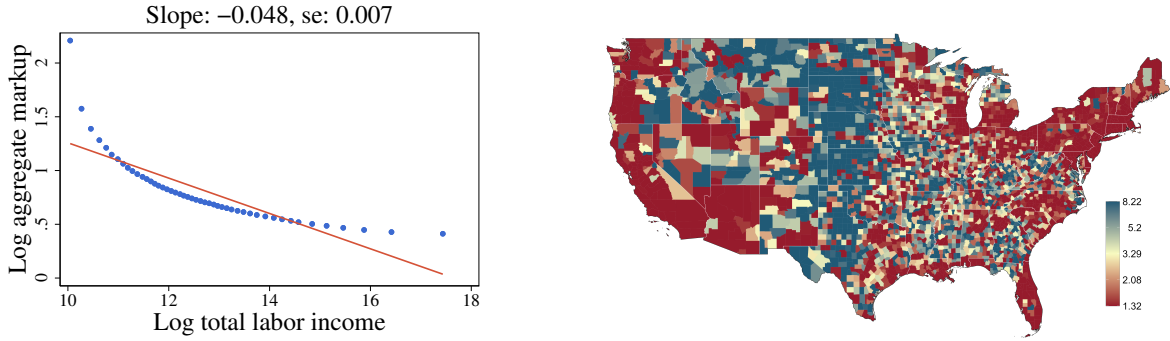 Slope: −0.048, se: 0.007
Log aggregate markup
2
1.5
1
.5
0
10 12 14 16 18
Log total labor income
8.22
5.2
3.29
2.08
1.32